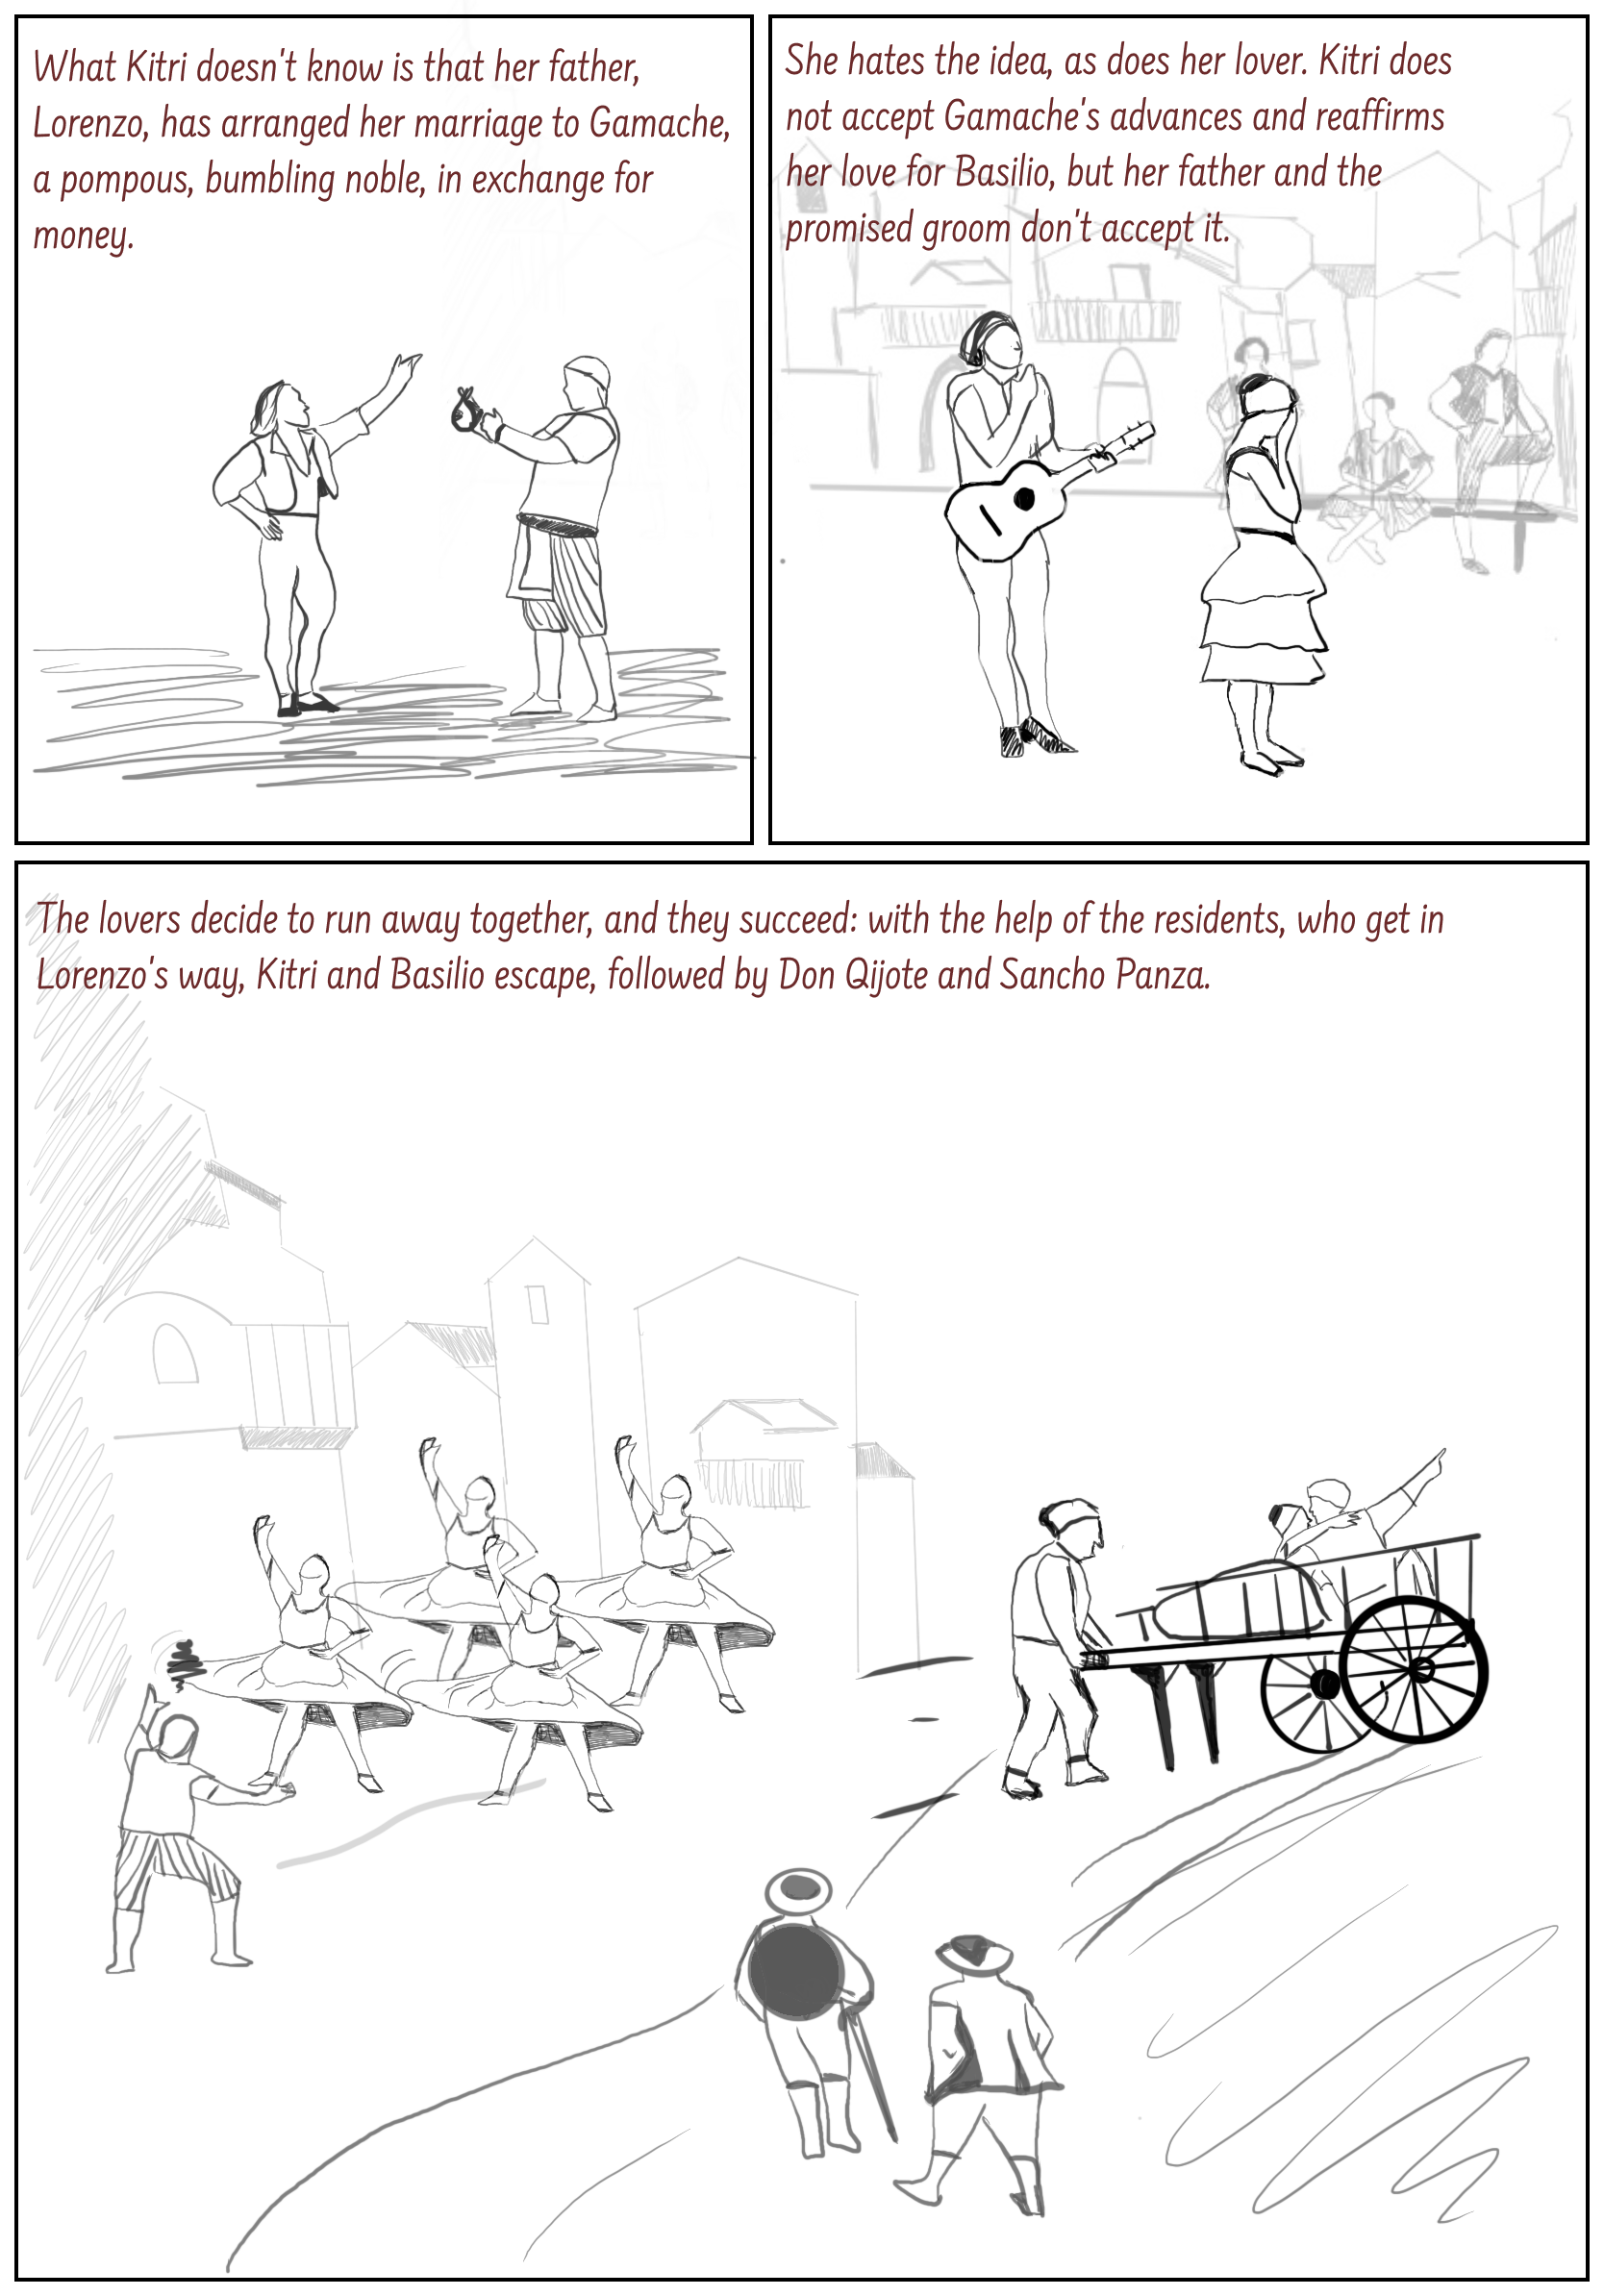 What Kitri doesn't know is that her father,
Lorenzo, has arranged her marriage to Gamache,
a pompous, bumbling noble, in exchange for
money.
She hates the idea, as does her lover. Kitri does
not accept Gamache's advances and reaffirms
her love for Basilio, but her father and the
promised groom don't accept it.
The lovers decide to run away together, and they succeed: with the help of the residents, who get in
Lorenzo's way, Kitri and Basilio escape, followed by Don Qijote and Sancho Panza.